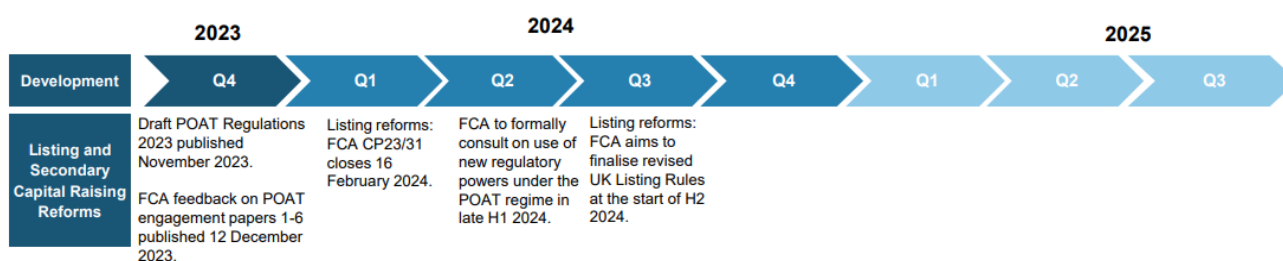 2023
2024
2025
Development
Q4
Q1
Q2
Q3
Q4
Q1
Q2
Q3
Listing and
Secondary
Capital Raising
Reforms
Draft POAT Regulations
2023 published
November 2023.
FCA feedback on POAT
engagement papers 1-6
published 12 December
2023.
Listing reforms:
FCA CP23/31
closes 16
February 2024.
FCA to formally
consult on use of
new regulatory
powers under the
POAT regime in
late H1 2024.
Listing reforms:
FCA aims to
finalise revised
UK Listing Rules
at the start of H2
2024.